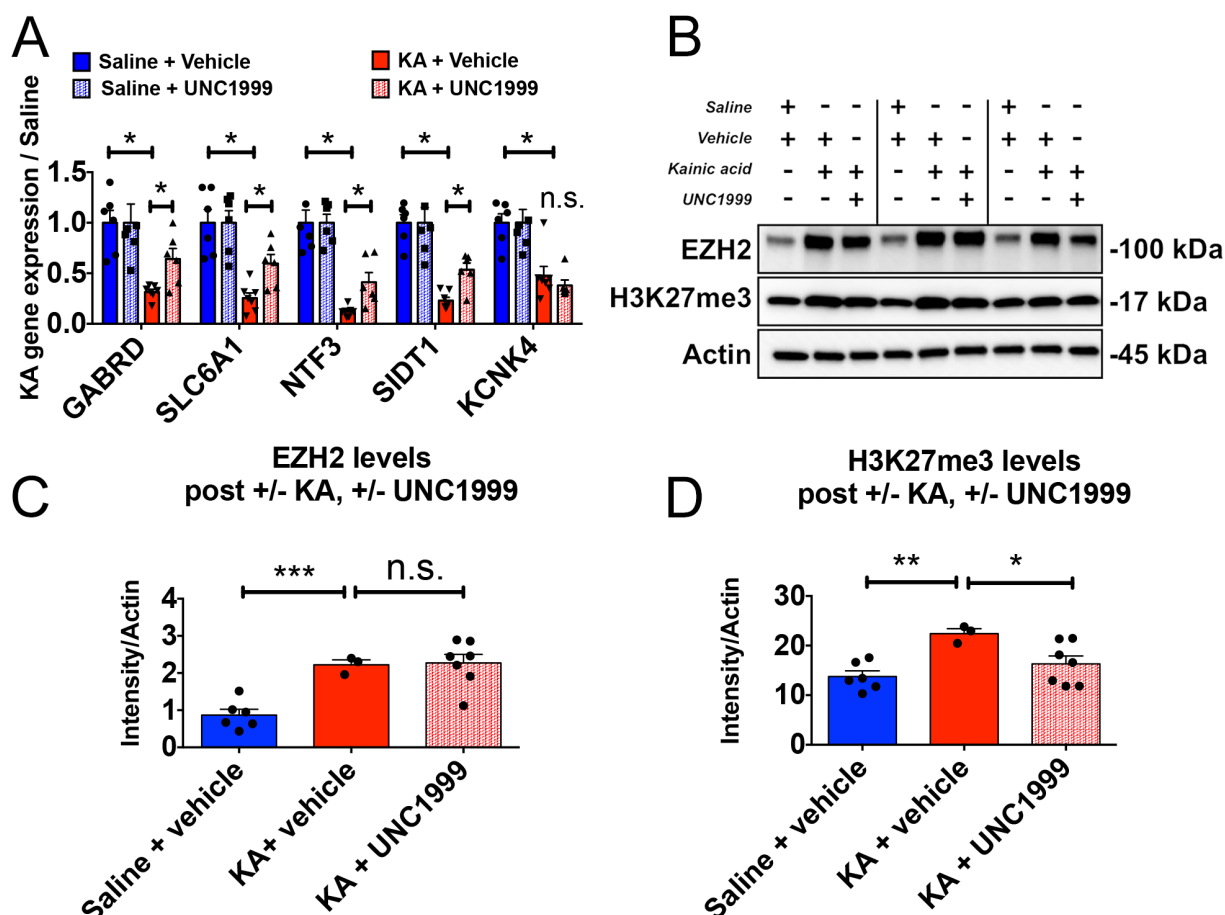 A
Saline + Vehicle
KA + Vehicle
Saline + UNC1999
KA + UNC1999
KA gene expression / Saline
* * * * *
* * * * n.s.
1.5
1.0
0.5
0.0
GABRD
SLC6A1
NTF3
SIDT1
KCNK4
B
Saline + - - + - - + - -
Vehicle + + - + + - + + -
Kainic acid - + + - + + - + +
UNC1999 - - + - - + - - +
EZH2 -100 kDa
H3K27me3 -17 kDa
Actin -45 kDa
C
EZH2 levels
post +/- KA, +/- UNC1999
*** n.s.
Intensity/Actin
4
3
2
1
0
Saline + vehicle
KA+ vehicle
KA + UNC1999
D
H3K27me3 levels
post +/- KA, +/- UNC1999
** *
Intensity/Actin
30
20
10
0
Saline + vehicle
KA + vehicle
KA + UNC1999